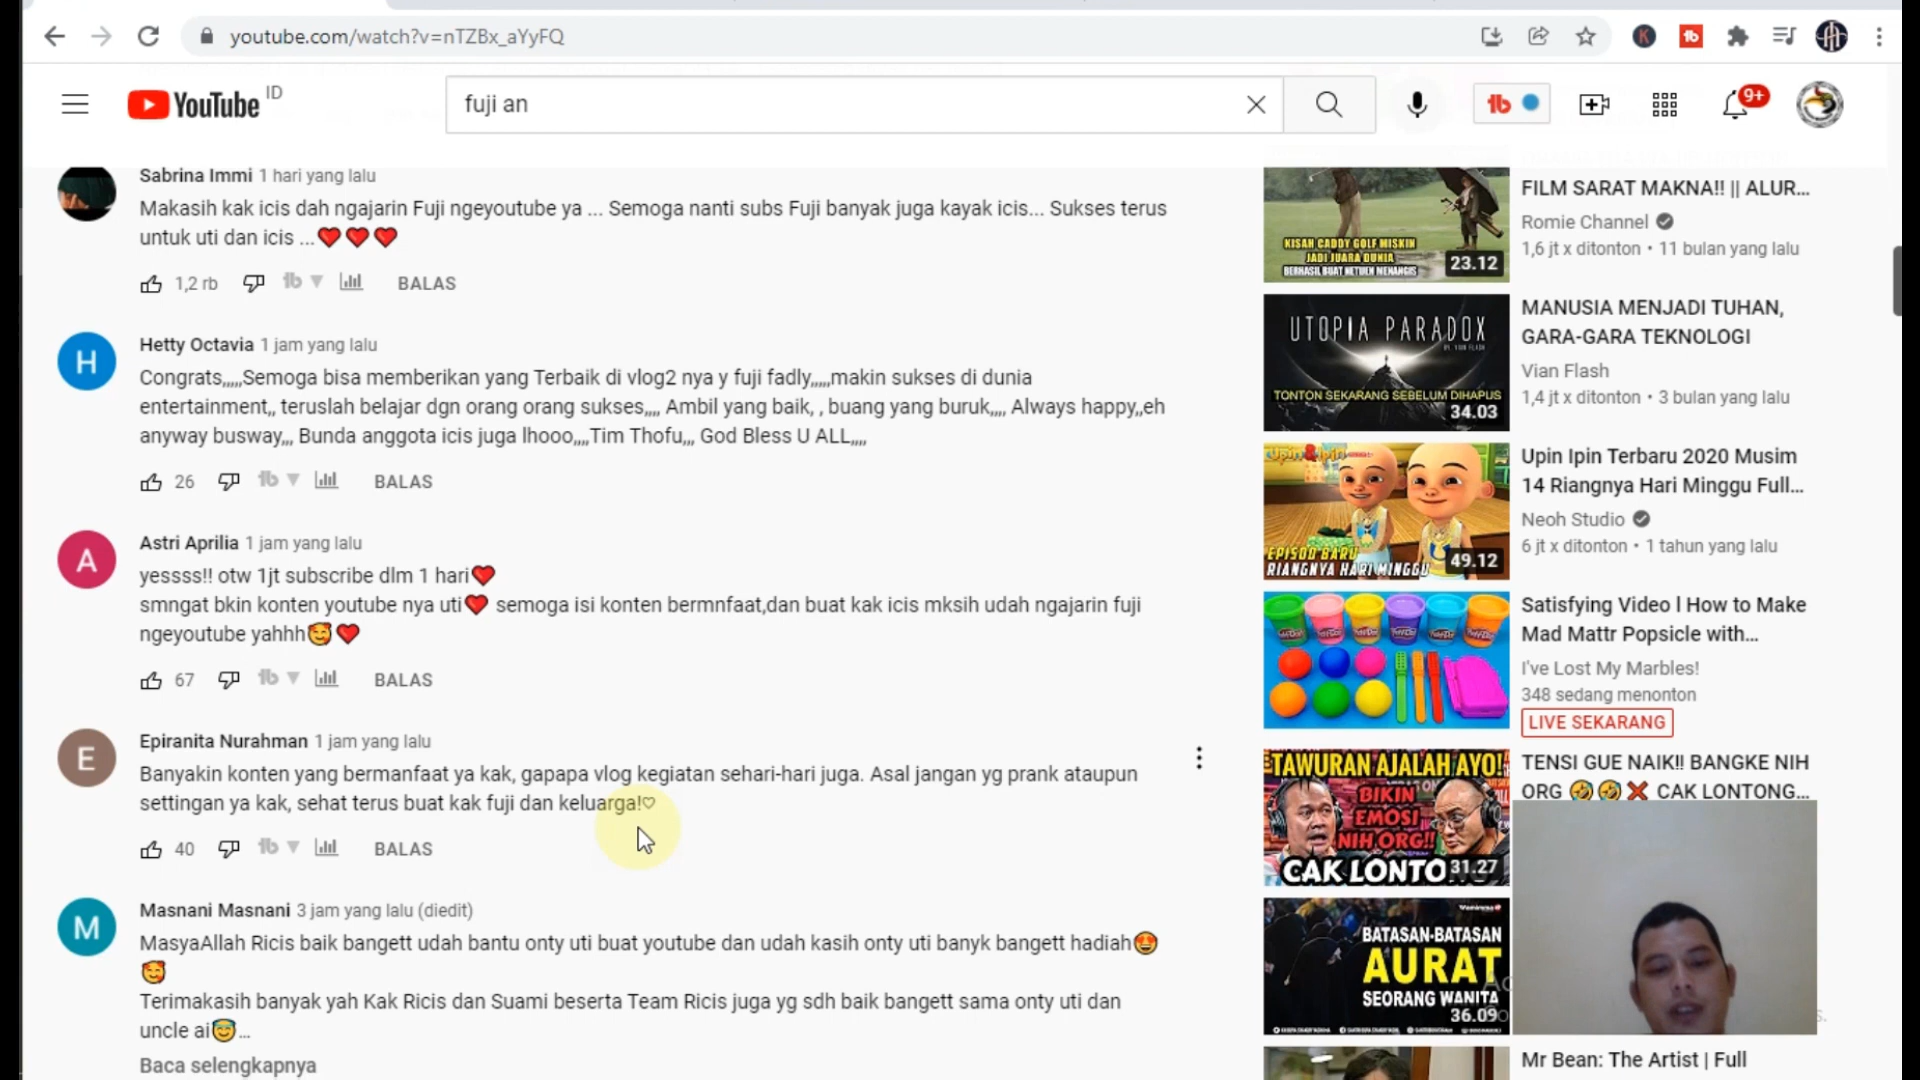 youtube.com/watch?v=nTZBx_aYyFQ
YouTube ID
fuji an
9+
Sabrina Immi 1 hari yang lalu
Makasih kak icis dah ngajarin Fuji ngeyoutube ya ... Semoga nanti subs Fuji banyak juga kayak icis... Sukses terus
untuk uti dan icis ...❤️❤️❤️
1,2 rb BALAS
H
Hetty Octavia 1 jam yang lalu
Congrats,,,,,Semoga bisa memberikan yang Terbaik di vlog2 nya y fuji fadly,,,,,makin sukses di dunia
entertainment,, teruslah belajar dgn orang orang sukses,,,, Ambil yang baik, , buang yang buruk,,,, Always happy,,eh
anyway busway,,, Bunda anggota icis juga lhooo,,,,Tim Thofu,,, God Bless U ALL,,,,
26 BALAS
A
Astri Aprilia 1 jam yang lalu
yessss!! otw 1jt subscribe dlm 1 hari❤️
smngat bkin konten youtube nya uti❤️ semoga isi konten bermnfaat,dan buat kak icis mksih udah ngajarin fuji
ngeyoutube yahhh🥰❤️
67 BALAS
E
Epiranita Nurahman 1 jam yang lalu
Banyakin konten yang bermanfaat ya kak, gapapa vlog kegiatan sehari-hari juga. Asal jangan yg prank ataupun
settingan ya kak, sehat terus buat kak fuji dan keluarga!♡
40 BALAS
M
Masnani Masnani 3 jam yang lalu (diedit)
MasyaAllah Ricis baik bangett udah bantu onty uti buat youtube dan udah kasih onty uti banyk bangett hadiah😍
🥰
Terimakasih banyak yah Kak Ricis dan Suami beserta Team Ricis juga yg sdh baik bangett sama onty uti dan
uncle ai😇...
Baca selengkapnya
KISAH CADDY GOLF MISKIN
JADI JUARA DUNIA
BERHASIL BUAT NETIJEN MENANGIS
23.12
FILM SARAT MAKNA!! || ALUR...
Romie Channel
1,6 jt x ditonton • 11 bulan yang lalu
UTOPIA PARADOX
BY. VIAN FLASH
TONTON SEKARANG SEBELUM DIHAPUS
34.03
MANUSIA MENJADI TUHAN,
GARA-GARA TEKNOLOGI
Vian Flash
1,4 jt x ditonton • 3 bulan yang lalu
Upin&Ipin
EPISOD BARU
RIANGNYA HARI MINGGU
49.12
Upin Ipin Terbaru 2020 Musim
14 Riangnya Hari Minggu Full...
Neoh Studio
6 jt x ditonton • 1 tahun yang lalu
Satisfying Video l How to Make
Mad Mattr Popsicle with...
I've Lost My Marbles!
348 sedang menonton
LIVE SEKARANG
TAWURAN AJALAH AYO!
BIKIN
EMOSI
NIH ORG!!
CAK LONTO
31.27
TENSI GUE NAIK!! BANGKE NIH
ORG 🤣🤣❌ CAK LONTONG...
BATASAN-BATASAN
AURAT
SEORANG WANITA
36.09
Mr Bean: The Artist | Full